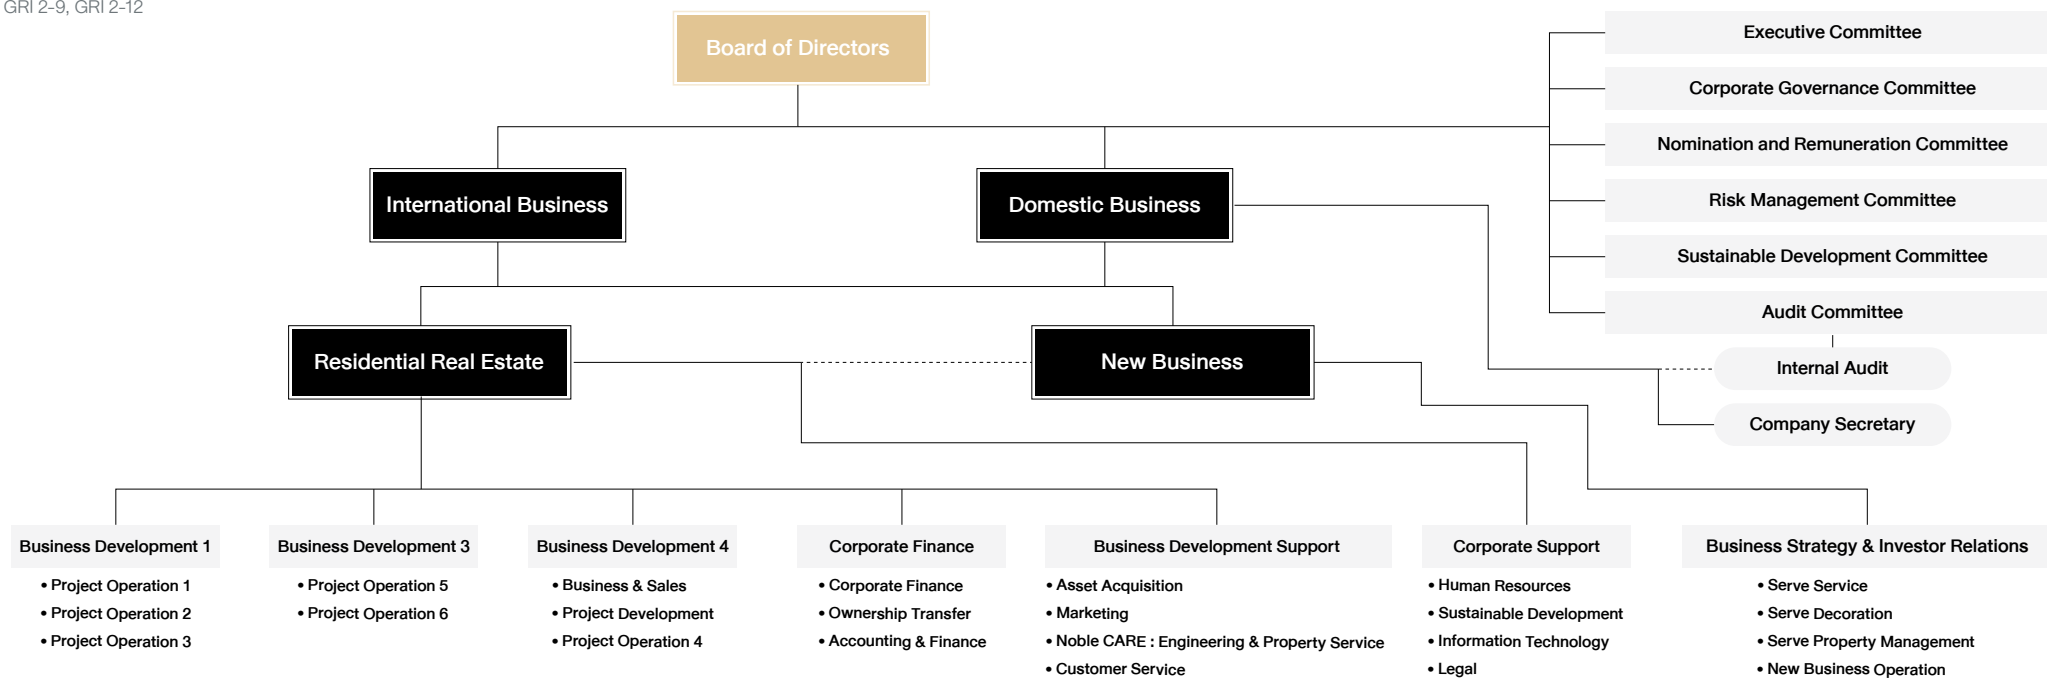 GRI 2-9, GRI 2-12
Board of Directors
Executive Committee
Corporate Governance Committee
Nomination and Remuneration Committee
Risk Management Committee
Sustainable Development Committee
Audit Committee
Internal Audit
Company Secretary
International Business
Domestic Business
Residential Real Estate
New Business
Business Development 1
• Project Operation 1
• Project Operation 2
• Project Operation 3
Business Development 3
• Project Operation 5
• Project Operation 6
Business Development 4
• Business & Sales
• Project Development
• Project Operation 4
Corporate Finance
• Corporate Finance
• Ownership Transfer
• Accounting & Finance
Business Development Support
• Asset Acquisition
• Marketing
• Noble CARE : Engineering & Property Service
• Customer Service
Corporate Support
• Human Resources
• Sustainable Development
• Information Technology
• Legal
Business Strategy & Investor Relations
• Serve Service
• Serve Decoration
• Serve Property Management
• New Business Operation